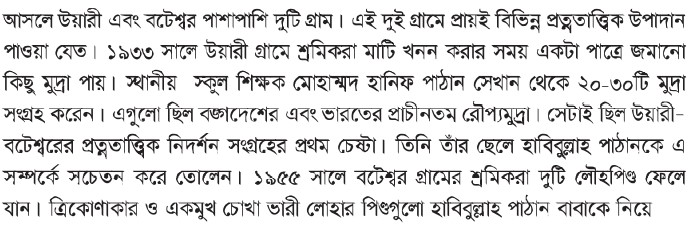 আসলে উয়ারী এবং বটেশ্বর পাশাপাশি দুটি গ্রাম। এই দুই গ্রামে প্রায়ই বিভিন্ন প্রত্নতাত্ত্বিক উপাদান
পাওয়া যেত। ১৯৩৩ সালে উয়ারী গ্রামে শ্রমিকরা মাটি খনন করার সময় একটা পাত্রে জমানো
কিছু মুদ্রা পায়। স্থানীয় স্কুল শিক্ষক মোহাম্মদ হানিফ পাঠান সেখান থেকে ২০-৩০টি মুদ্রা
সংগ্রহ করেন। এগুলো ছিল বঙ্গদেশের এবং ভারতের প্রাচীনতম রৌপ্যমুদ্রা। সেটাই ছিল উয়ারী-
বটেশ্বরের প্রত্নতাত্ত্বিক নিদর্শন সংগ্রহের প্রথম চেষ্টা। তিনি তাঁর ছেলে হাবিবুল্লাহ পাঠানকে এ
সম্পর্কে সচেতন করে তোলেন। ১৯৫৫ সালে বটেশ্বর গ্রামের শ্রমিকরা দুটি লৌহপিণ্ড ফেলে
যান। ত্রিকোণাকার ও একমুখ চোখা ভারী লোহার পিণ্ডগুলো হাবিবুল্লাহ পাঠান বাবাকে নিয়ে